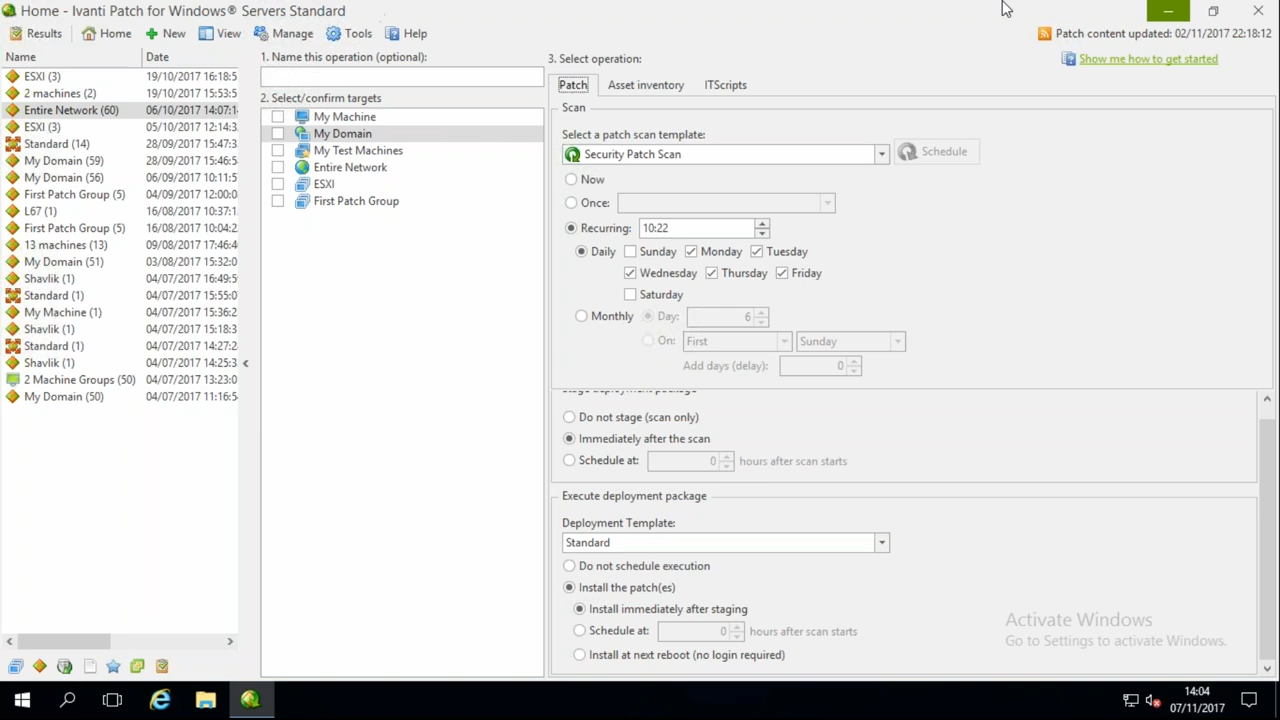 Home - Ivanti Patch for Windows® Servers Standard
Results Home New View Manage Tools Help
Patch content updated: 02/11/2017 22:18:12
Show me how to get started
Name Date
ESXI (3) 19/10/2017 16:18:5
2 machines (2) 19/10/2017 15:53:5
Entire Network (60) 06/10/2017 14:07:1
ESXI (3) 05/10/2017 12:14:3
Standard (14) 28/09/2017 15:47:3
My Domain (59) 28/09/2017 15:46:5
My Domain (56) 06/09/2017 10:11:5
First Patch Group (5) 04/09/2017 12:00:0
L67 (1) 16/08/2017 10:37:1
First Patch Group (5) 16/08/2017 10:04:2
13 machines (13) 09/08/2017 17:46:4
My Domain (51) 03/08/2017 15:32:0
Shavlik (1) 04/07/2017 16:49:5
Standard (1) 04/07/2017 15:55:0
My Machine (1) 04/07/2017 15:36:2
Shavlik (1) 04/07/2017 15:18:3
Standard (1) 04/07/2017 14:27:2
Shavlik (1) 04/07/2017 14:25:3
2 Machine Groups (50) 04/07/2017 13:23:0
My Domain (50) 04/07/2017 11:16:5
1. Name this operation (optional):
2. Select/confirm targets
My Machine
My Domain
My Test Machines
Entire Network
ESXI
First Patch Group
3. Select operation:
Patch Asset inventory ITScripts
Scan
Select a patch scan template:
Security Patch Scan Schedule
Now
Once:
Recurring: 10:22
Daily Sunday Monday Tuesday
Wednesday Thursday Friday
Saturday
Monthly Day: 6
On: First Sunday
Add days (delay): 0
Stage deployment package
Do not stage (scan only)
Immediately after the scan
Schedule at: 0 hours after scan starts
Execute deployment package
Deployment Template:
Standard
Do not schedule execution
Install the patch(es)
Install immediately after staging
Schedule at: 0 hours after scan starts
Install at next reboot (no login required)
Activate Windows
Go to Settings to activate Windows.
14:04
07/11/2017